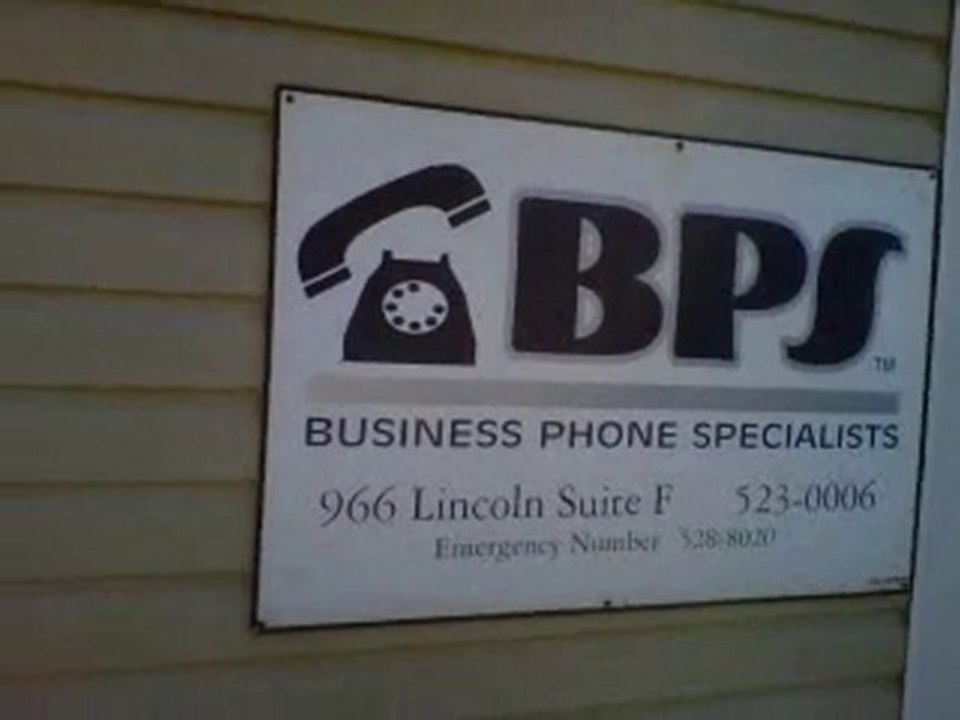 BPS TM
BUSINESS PHONE SPECIALISTS
966 Lincoln Suite F 523-0006
Emergency Number 528-8020